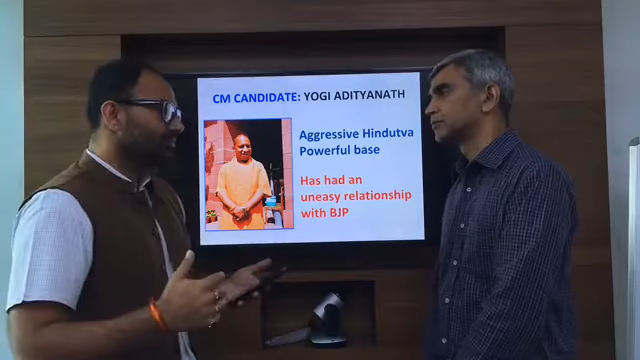 CM CANDIDATE: YOGI ADITYANATH
Aggressive Hindutva
Powerful base
Has had an
uneasy relationship
with BJP